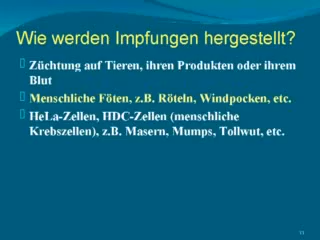 Wie werden Impfungen hergestellt?
Züchtung auf Tieren, ihren Produkten oder ihrem
Blut
Menschliche Föten, z.B. Röteln, Windpocken, etc.
HeLa-Zellen, HDC-Zellen (menschliche
Krebszellen), z.B. Masern, Mumps, Tollwut, etc.